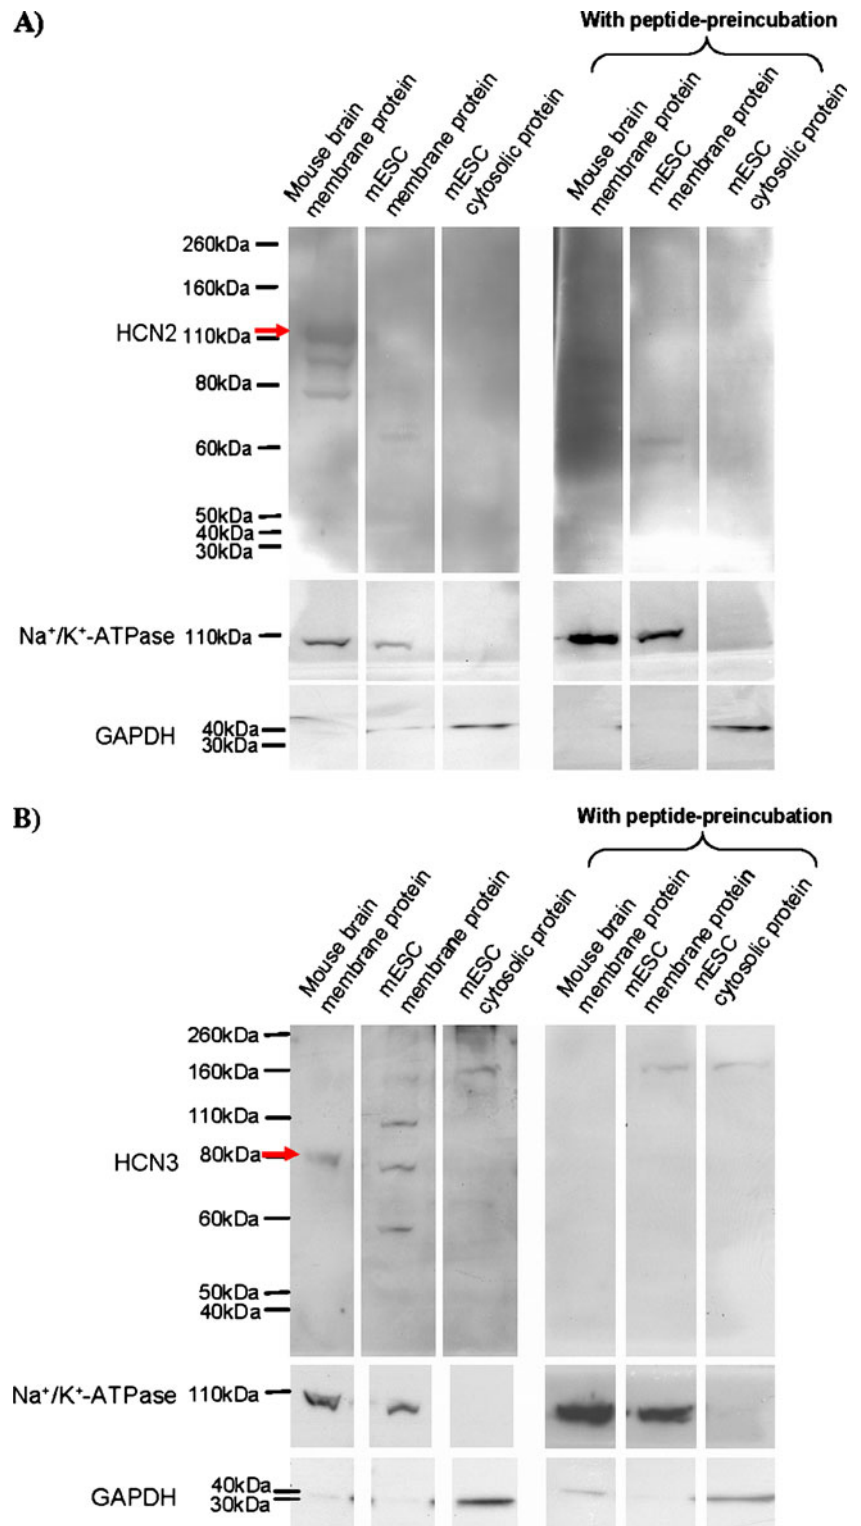 A)
With peptide-preincubation
Mouse brain
membrane protein
mESC
membrane protein
mESC
cytosolic protein
Mouse brain
membrane protein
mESC
membrane protein
mESC
cytosolic protein
260kDa
160kDa
HCN2 110kDa
80kDa
60kDa
50kDa
40kDa
30kDa
Na⁺/K⁺-ATPase 110kDa
GAPDH 40kDa
30kDa
B)
With peptide-preincubation
Mouse brain
membrane protein
mESC
membrane protein
mESC
cytosolic protein
Mouse brain
membrane protein
mESC
membrane protein
mESC
cytosolic protein
260kDa
160kDa
110kDa
HCN3 80kDa
60kDa
50kDa
40kDa
Na⁺/K⁺-ATPase 110kDa
GAPDH 40kDa
30kDa